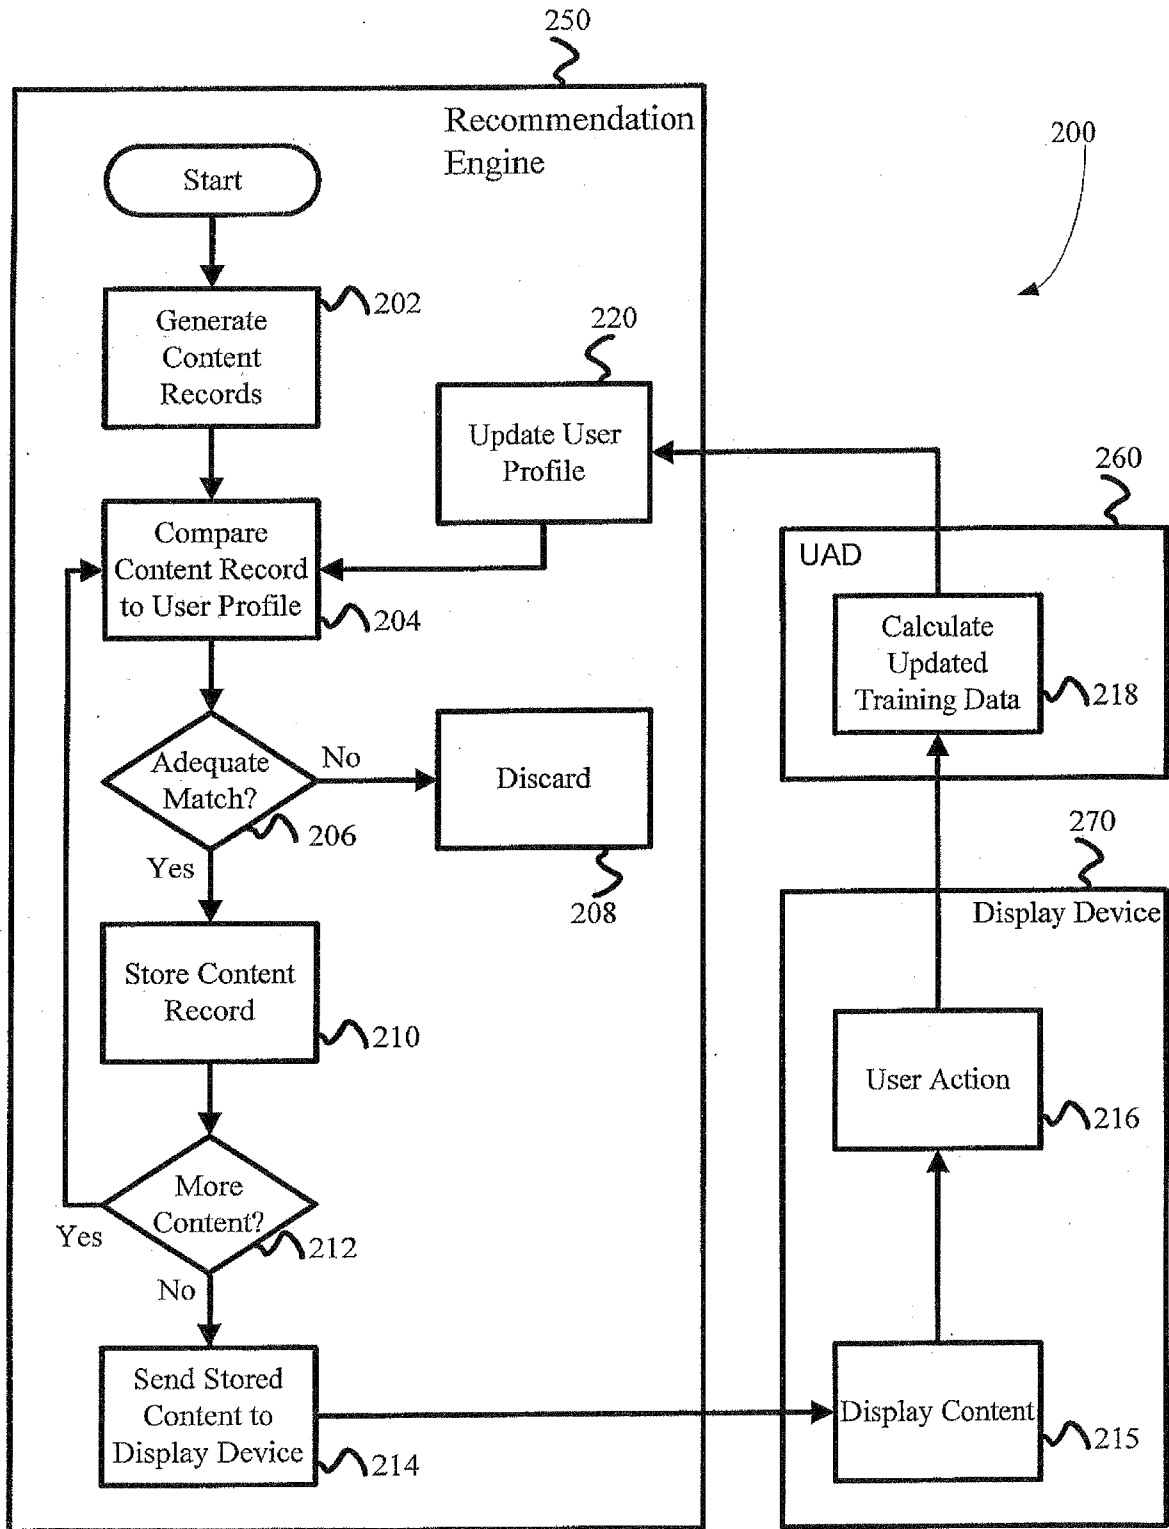 250
Recommendation
Engine
200
Start
202
Generate
Content
Records
220
Update User
Profile
260
UAD
Compare
Content Record
to User Profile
204
Calculate
Updated
Training Data
218
Adequate
Match?
206
No
Yes
Discard
208
270
Display Device
Store Content
Record
210
User Action
216
More
Content?
212
Yes
No
Send Stored
Content to
Display Device
214
Display Content
215